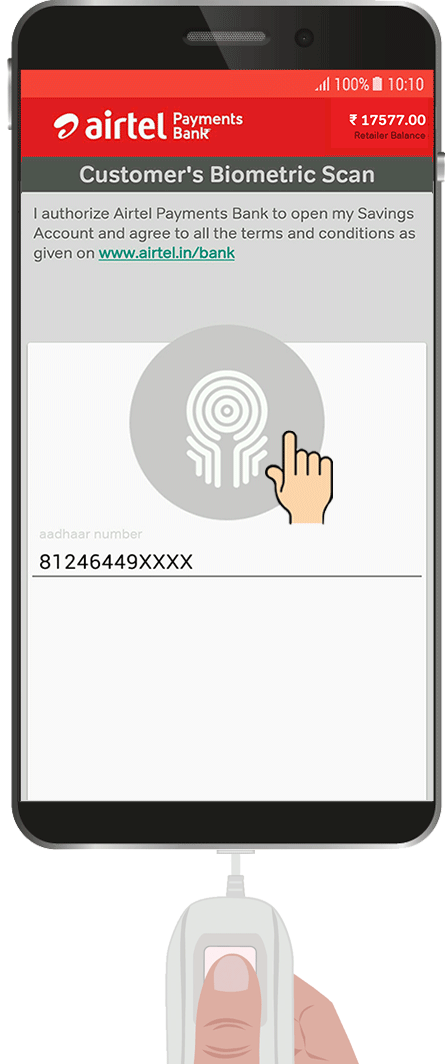 100% 10:10
airtel Payments Bank
₹ 17577.00
Retailer Balance
Customer's Biometric Scan
I authorize Airtel Payments Bank to open my Savings
Account and agree to all the terms and conditions as
given on www.airtel.in/bank
aadhaar number
81246449XXXX